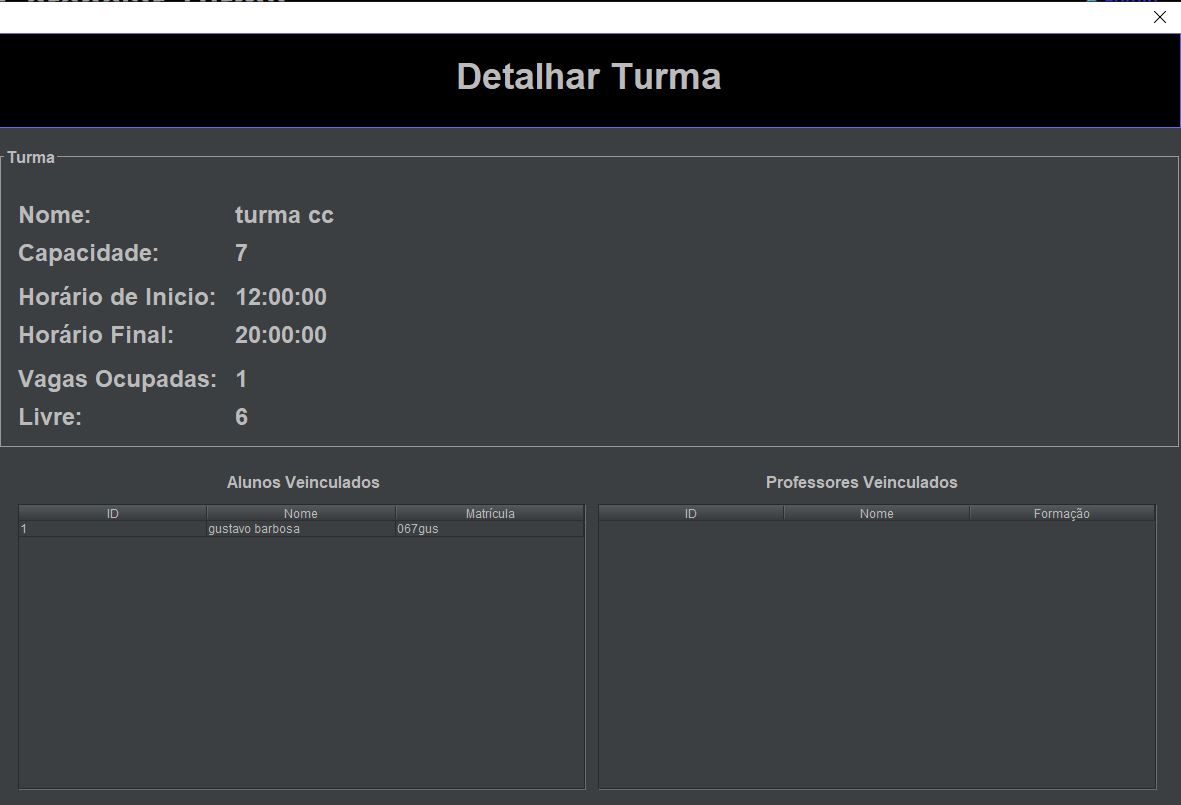 Detalhar Turma
Turma
Nome: turma cc
Capacidade: 7
Horário de Inicio: 12:00:00
Horário Final: 20:00:00
Vagas Ocupadas: 1
Livre: 6
Alunos Veinculados
ID Nome Matrícula
1 gustavo barbosa 067gus
Professores Veinculados
ID Nome Formação